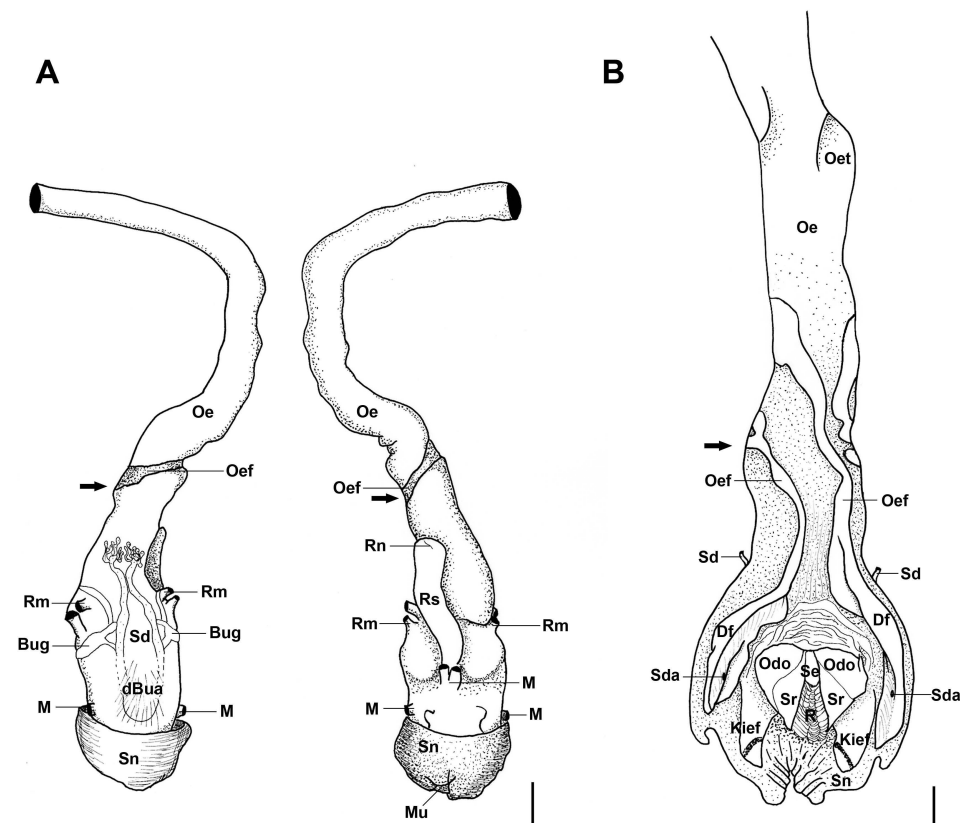 A
Oe
Oef
Rm
Rm
Sd
Bug
Bug
dBua
M
M
Sn
Oe
Oef
Rn
Rs
Rm
Rm
M
M
M
Sn
Mu
B
Oet
Oe
Oef
Oef
Sd
Sd
Df
Df
Sda
Sda
Odo
Se
Odo
Sr
Sr
R
Kief
Kief
Sn